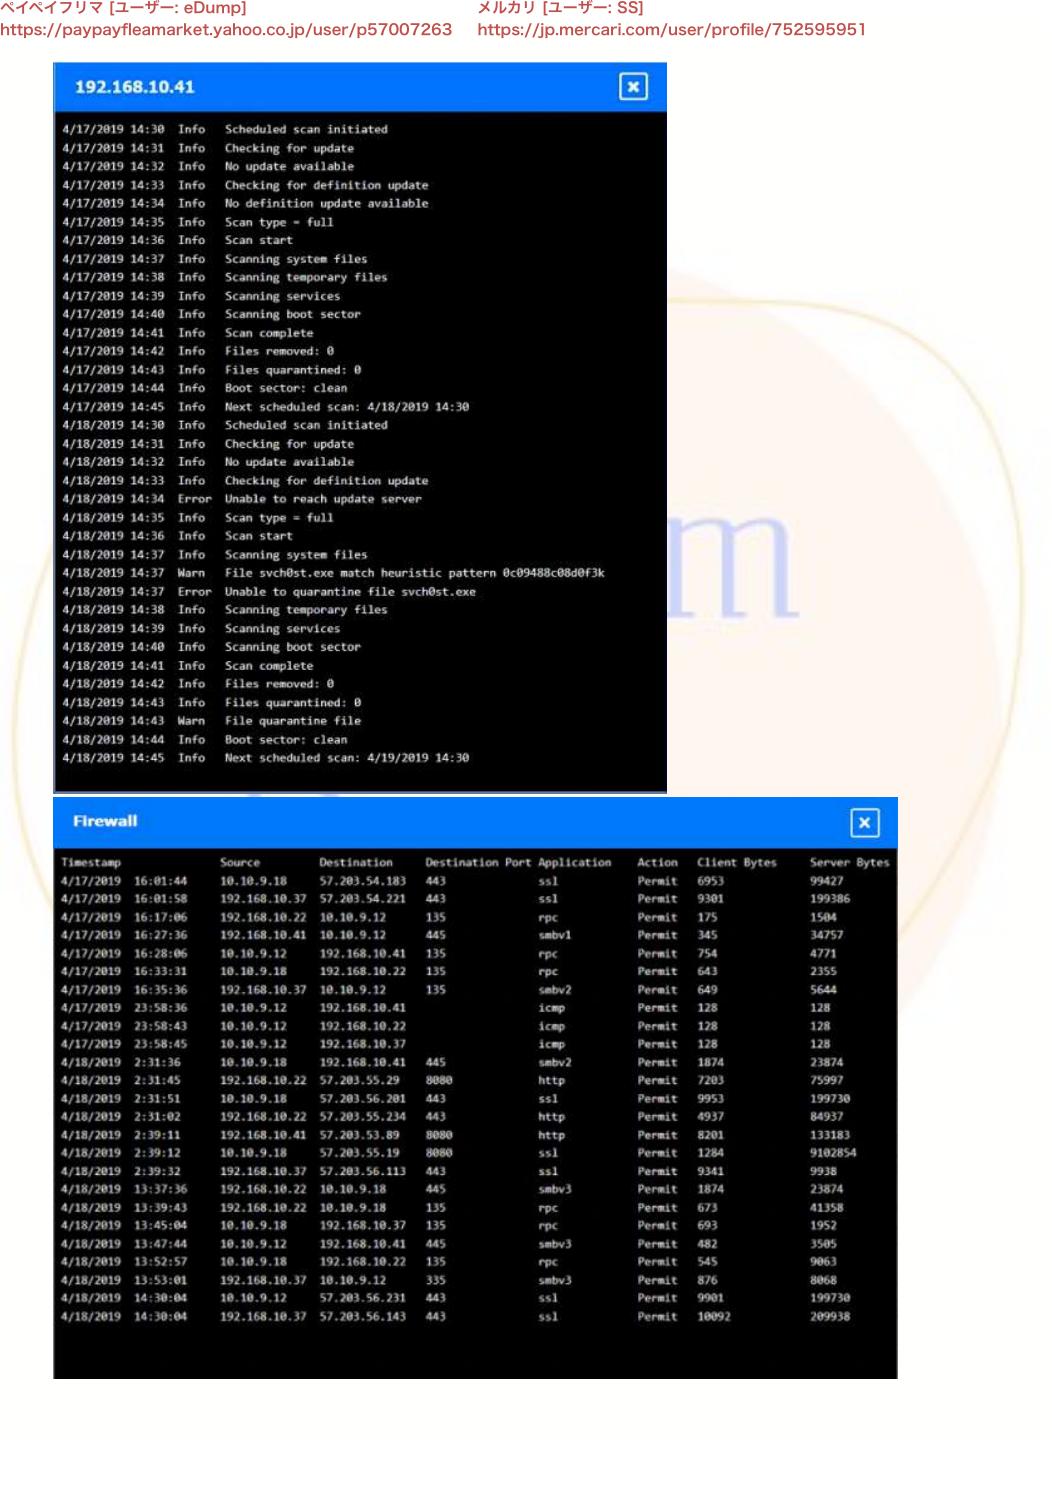 ペイペイフリマ [ユーザー: eDump] メルカリ [ユーザー: SS]
https://paypayfleamarket.yahoo.co.jp/user/p57007263 https://jp.mercari.com/user/profile/752595951
192.168.10.41
4/17/2019 14:30 Info Scheduled scan initiated
4/17/2019 14:31 Info Checking for update
4/17/2019 14:32 Info No update available
4/17/2019 14:33 Info Checking for definition update
4/17/2019 14:34 Info No definition update available
4/17/2019 14:35 Info Scan type = full
4/17/2019 14:36 Info Scan start
4/17/2019 14:37 Info Scanning system files
4/17/2019 14:38 Info Scanning temporary files
4/17/2019 14:39 Info Scanning services
4/17/2019 14:40 Info Scanning boot sector
4/17/2019 14:41 Info Scan complete
4/17/2019 14:42 Info Files removed: 0
4/17/2019 14:43 Info Files quarantined: 0
4/17/2019 14:44 Info Boot sector: clean
4/17/2019 14:45 Info Next scheduled scan: 4/18/2019 14:30
4/18/2019 14:30 Info Scheduled scan initiated
4/18/2019 14:31 Info Checking for update
4/18/2019 14:32 Info No update available
4/18/2019 14:33 Info Checking for definition update
4/18/2019 14:34 Error Unable to reach update server
4/18/2019 14:35 Info Scan type = full
4/18/2019 14:36 Info Scan start
4/18/2019 14:37 Info Scanning system files
4/18/2019 14:37 Warn File svch0st.exe match heuristic pattern 0c09488c08d0f3k
4/18/2019 14:37 Error Unable to quarantine file svch0st.exe
4/18/2019 14:38 Info Scanning temporary files
4/18/2019 14:39 Info Scanning services
4/18/2019 14:40 Info Scanning boot sector
4/18/2019 14:41 Info Scan complete
4/18/2019 14:42 Info Files removed: 0
4/18/2019 14:43 Info Files quarantined: 0
4/18/2019 14:43 Warn File quarantine file
4/18/2019 14:44 Info Boot sector: clean
4/18/2019 14:45 Info Next scheduled scan: 4/19/2019 14:30
Firewall
Timestamp Source Destination Destination Port Application Action Client Bytes Server Bytes
4/17/2019 16:01:44 10.10.9.18 57.203.54.183 443 ssl Permit 6953 99427
4/17/2019 16:01:58 192.168.10.37 57.203.54.221 443 ssl Permit 9301 199386
4/17/2019 16:17:06 192.168.10.22 10.10.9.12 135 rpc Permit 175 1504
4/17/2019 16:27:36 192.168.10.41 10.10.9.12 445 smbv1 Permit 345 34757
4/17/2019 16:28:06 10.10.9.12 192.168.10.41 135 rpc Permit 754 4771
4/17/2019 16:33:31 10.10.9.18 192.168.10.22 135 rpc Permit 643 2355
4/17/2019 16:35:36 192.168.10.37 10.10.9.12 135 smbv2 Permit 649 5644
4/17/2019 23:58:36 10.10.9.12 192.168.10.41 icmp Permit 128 128
4/17/2019 23:58:43 10.10.9.12 192.168.10.22 icmp Permit 128 128
4/17/2019 23:58:45 10.10.9.12 192.168.10.37 icmp Permit 128 128
4/18/2019 2:31:36 10.10.9.18 192.168.10.41 445 smbv2 Permit 1874 23874
4/18/2019 2:31:45 192.168.10.22 57.203.55.29 8080 http Permit 7203 75997
4/18/2019 2:31:51 10.10.9.18 57.203.56.201 443 ssl Permit 9953 199730
4/18/2019 2:31:02 192.168.10.22 57.203.55.234 443 http Permit 4937 84937
4/18/2019 2:39:11 192.168.10.41 57.203.53.89 8080 http Permit 8201 133183
4/18/2019 2:39:12 10.10.9.18 57.203.55.19 8080 ssl Permit 1284 9102854
4/18/2019 2:39:32 192.168.10.37 57.203.56.113 443 ssl Permit 9341 9938
4/18/2019 13:37:36 192.168.10.22 10.10.9.18 445 smbv3 Permit 1874 23874
4/18/2019 13:39:43 192.168.10.22 10.10.9.18 135 rpc Permit 673 41358
4/18/2019 13:45:04 10.10.9.18 192.168.10.37 135 rpc Permit 693 1952
4/18/2019 13:47:44 10.10.9.12 192.168.10.41 445 smbv3 Permit 482 3505
4/18/2019 13:52:57 10.10.9.18 192.168.10.22 135 rpc Permit 545 9063
4/18/2019 13:53:01 192.168.10.37 10.10.9.12 335 smbv3 Permit 876 8068
4/18/2019 14:30:04 10.10.9.12 57.203.56.231 443 ssl Permit 9901 199730
4/18/2019 14:30:04 192.168.10.37 57.203.56.143 443 ssl Permit 10092 209938